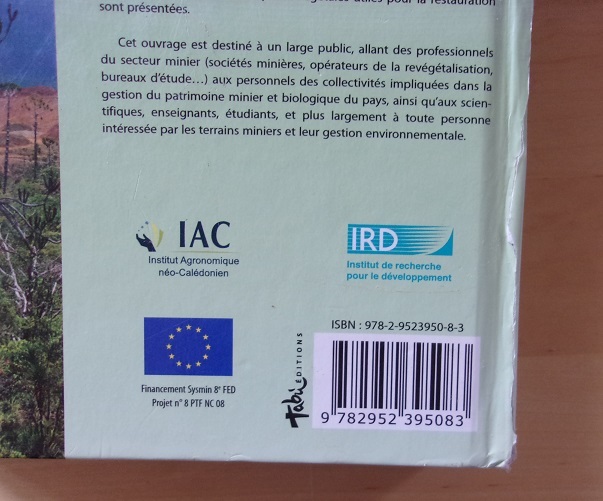 pour la restauration
sont présentées.
Cet ouvrage est destiné à un large public, allant des professionnels
du secteur minier (sociétés minières, opérateurs de la revégétalisation,
bureaux d'étude…) aux personnels des collectivités impliquées dans la
gestion du patrimoine minier et biologique du pays, ainsi qu'aux scien-
tifiques, enseignants, étudiants, et plus largement à toute personne
intéressée par les terrains miniers et leur gestion environnementale.
IAC
Institut Agronomique
néo-Calédonien
IRD
Institut de recherche
pour le développement
Financement Sysmin 8e FED
Projet n° 8 PTF NC 08
Tabù EDITIONS
ISBN : 978-2-9523950-8-3
9 782952 395083